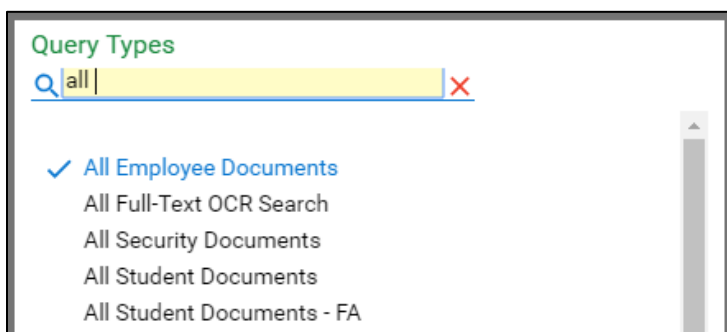 Query Types
all
All Employee Documents
All Full-Text OCR Search
All Security Documents
All Student Documents
All Student Documents - FA